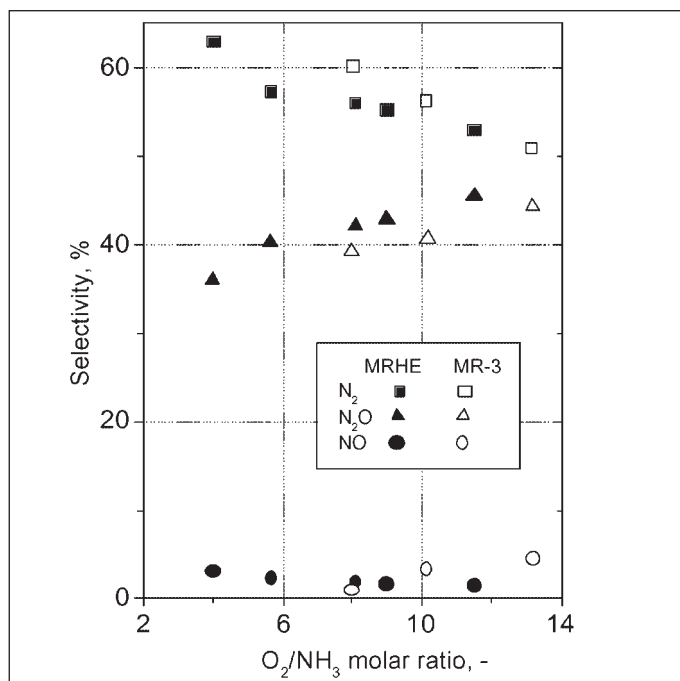 Selectivity, %
60
40
20
0
2
6
10
14
O₂/NH₃ molar ratio, -
MRHE MR-3
N₂
N₂O
NO